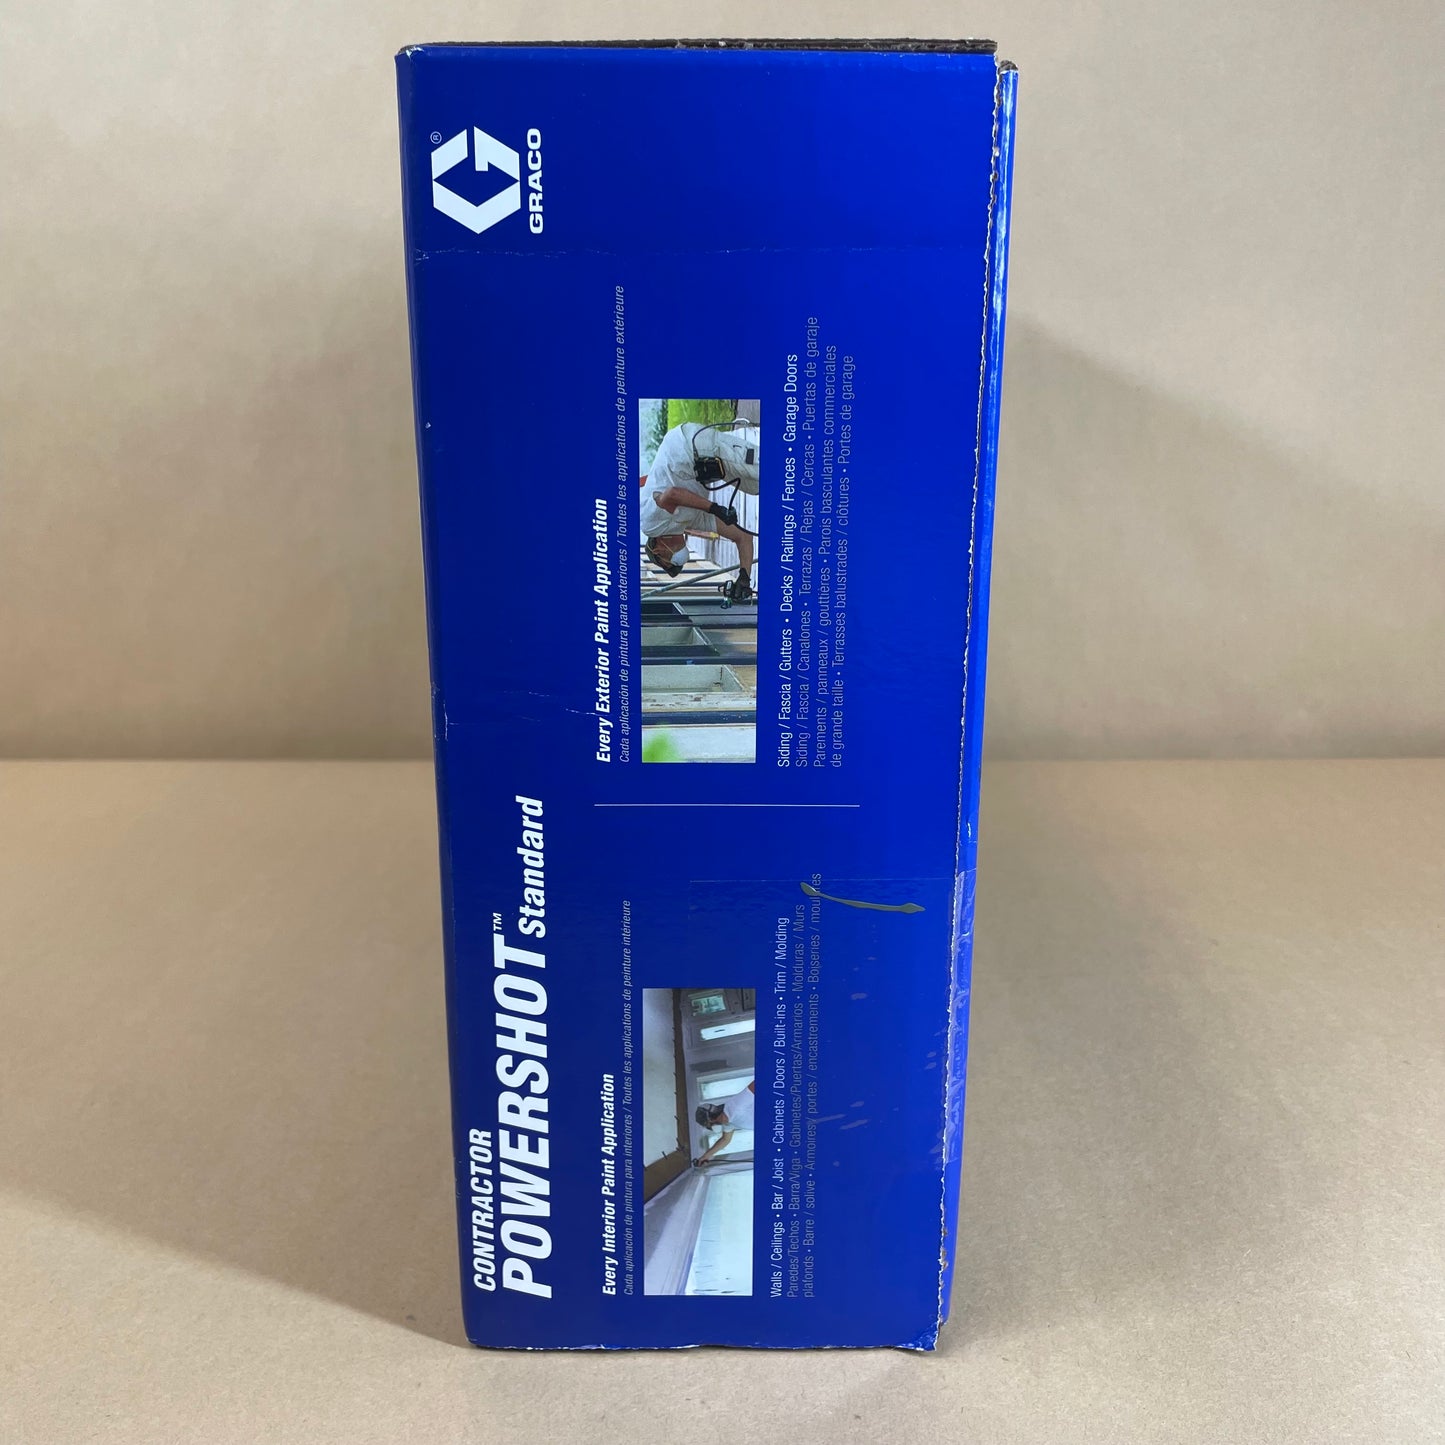 CONTRACTOR
POWERSHOT™ Standard
®
GRACO
Every Interior Paint Application
Cada aplicación de pintura para interiores / Toutes les applications de peinture intérieure
Walls / Ceilings • Bar / Joist • Cabinets / Doors / Built-ins • Trim / Molding
Paredes/Techos • Barra/Viga • Gabinetes/Puertas/Armarios • Molduras / Murs
plafonds • Barre / solive • Armoires / portes / encastrements • Boiseries / moulures
Every Exterior Paint Application
Cada aplicación de pintura para exteriores / Toutes les applications de peinture extérieure
Siding / Fascia / Gutters • Decks / Railings / Fences • Garage Doors
Siding / Fascia / Canalones • Terrazas / Rejas / Cercas • Puertas de garaje
Parements / panneaux / gouttières • Parois basculantes commerciales
de grande taille • Terrasses balustrades / clôtures • Portes de garage